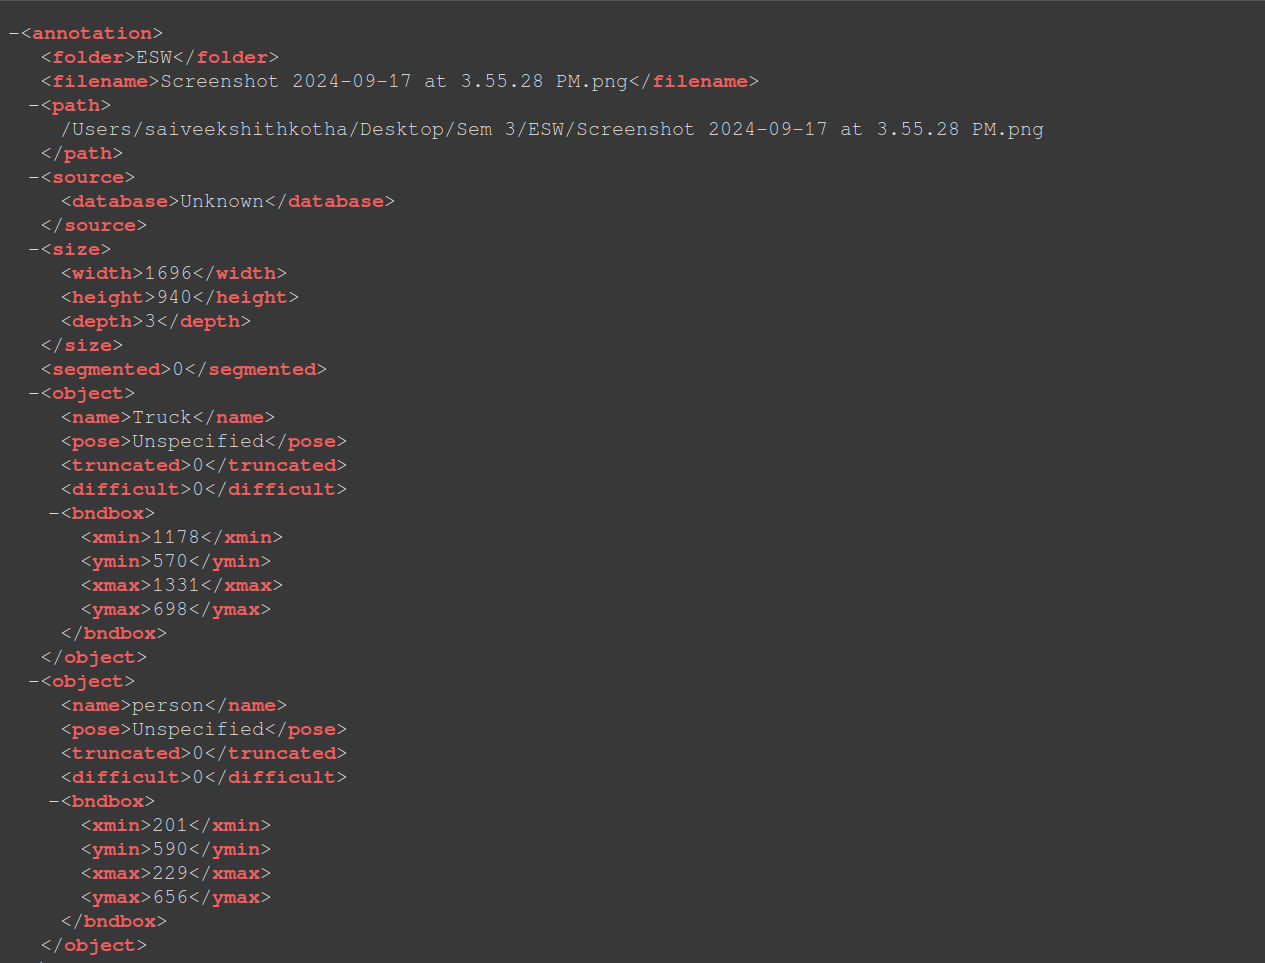 -<annotation>
<folder>ESW</folder>
<filename>Screenshot 2024-09-17 at 3.55.28 PM.png</filename>
-<path>
/Users/saiveekshithkotha/Desktop/Sem 3/ESW/Screenshot 2024-09-17 at 3.55.28 PM.png
</path>
-<source>
<database>Unknown</database>
</source>
-<size>
<width>1696</width>
<height>940</height>
<depth>3</depth>
</size>
<segmented>0</segmented>
-<object>
<name>Truck</name>
<pose>Unspecified</pose>
<truncated>0</truncated>
<difficult>0</difficult>
-<bndbox>
<xmin>1178</xmin>
<ymin>570</ymin>
<xmax>1331</xmax>
<ymax>698</ymax>
</bndbox>
</object>
-<object>
<name>person</name>
<pose>Unspecified</pose>
<truncated>0</truncated>
<difficult>0</difficult>
-<bndbox>
<xmin>201</xmin>
<ymin>590</ymin>
<xmax>229</xmax>
<ymax>656</ymax>
</bndbox>
</object>